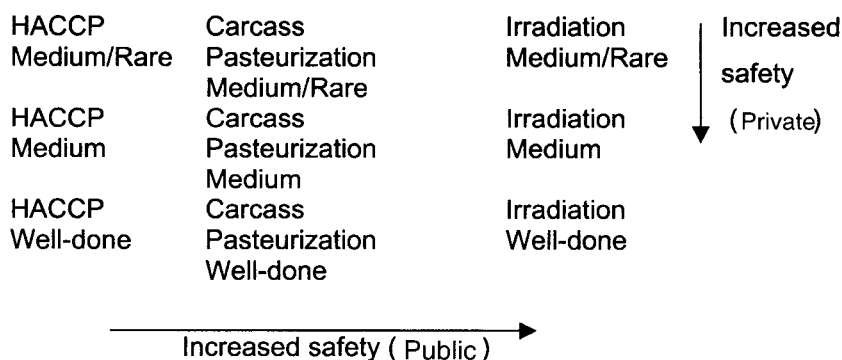 HACCP Carcass Irradiation Increased
Medium/Rare Pasteurization Medium/Rare safety
Medium/Rare (Private)
HACCP Carcass Irradiation
Medium Pasteurization Medium
Medium
HACCP Carcass Irradiation
Well-done Pasteurization Well-done
Well-done
Increased safety ( Public )